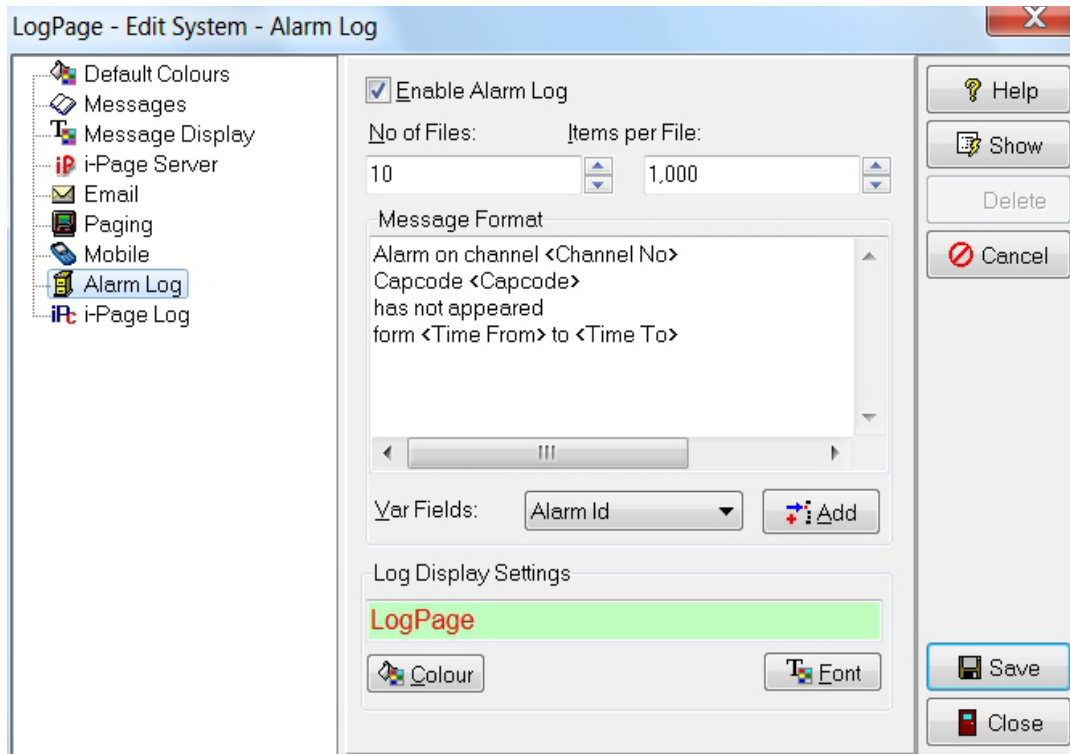 LogPage - Edit System - Alarm Log
X
Default Colours
Messages
Message Display
i-Page Server
Email
Paging
Mobile
Alarm Log
i-Page Log
Enable Alarm Log
No of Files: Items per File:
10 1,000
Message Format
Alarm on channel <Channel No>
Capcode <Capcode>
has not appeared
form <Time From> to <Time To>
Var Fields: Alarm Id Add
Log Display Settings
LogPage
Colour Font
Help
Show
Delete
Cancel
Save
Close